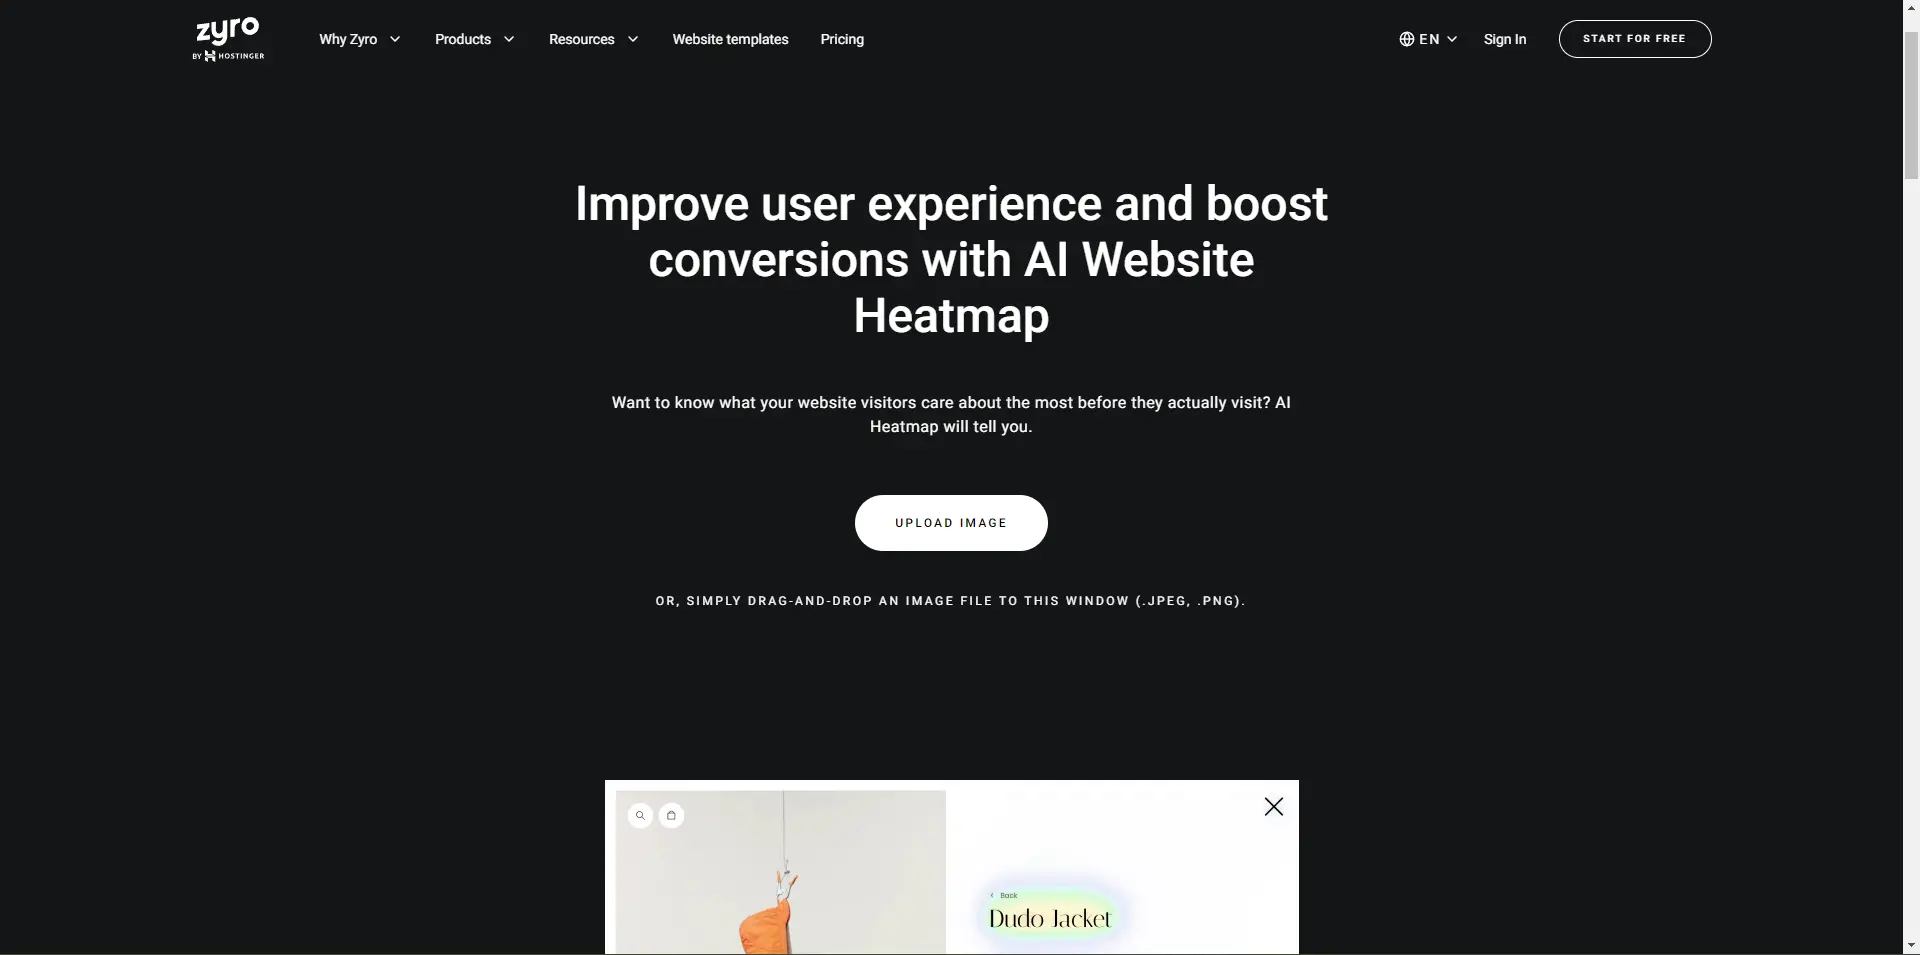 zyro
BY HOSTINGER
Why Zyro
Products
Resources
Website templates
Pricing
EN
Sign In
START FOR FREE
Improve user experience and boost
conversions with AI Website
Heatmap
Want to know what your website visitors care about the most before they actually visit? AI
Heatmap will tell you.
UPLOAD IMAGE
OR, SIMPLY DRAG-AND-DROP AN IMAGE FILE TO THIS WINDOW (.JPEG, .PNG).
Back
Dudo Jacket